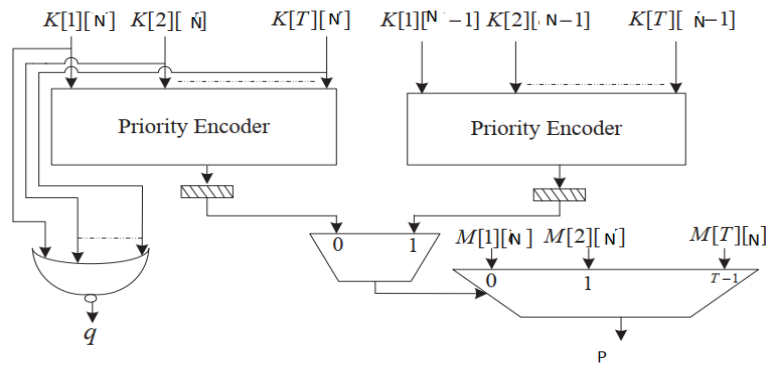 K[1][N] K[2][N] K[T][N] K[1][N-1] K[2][N-1] K[T][N-1]
Priority Encoder Priority Encoder
0 1 M[1][N] M[2][N] M[T][N]
0 1 T-1
q
P